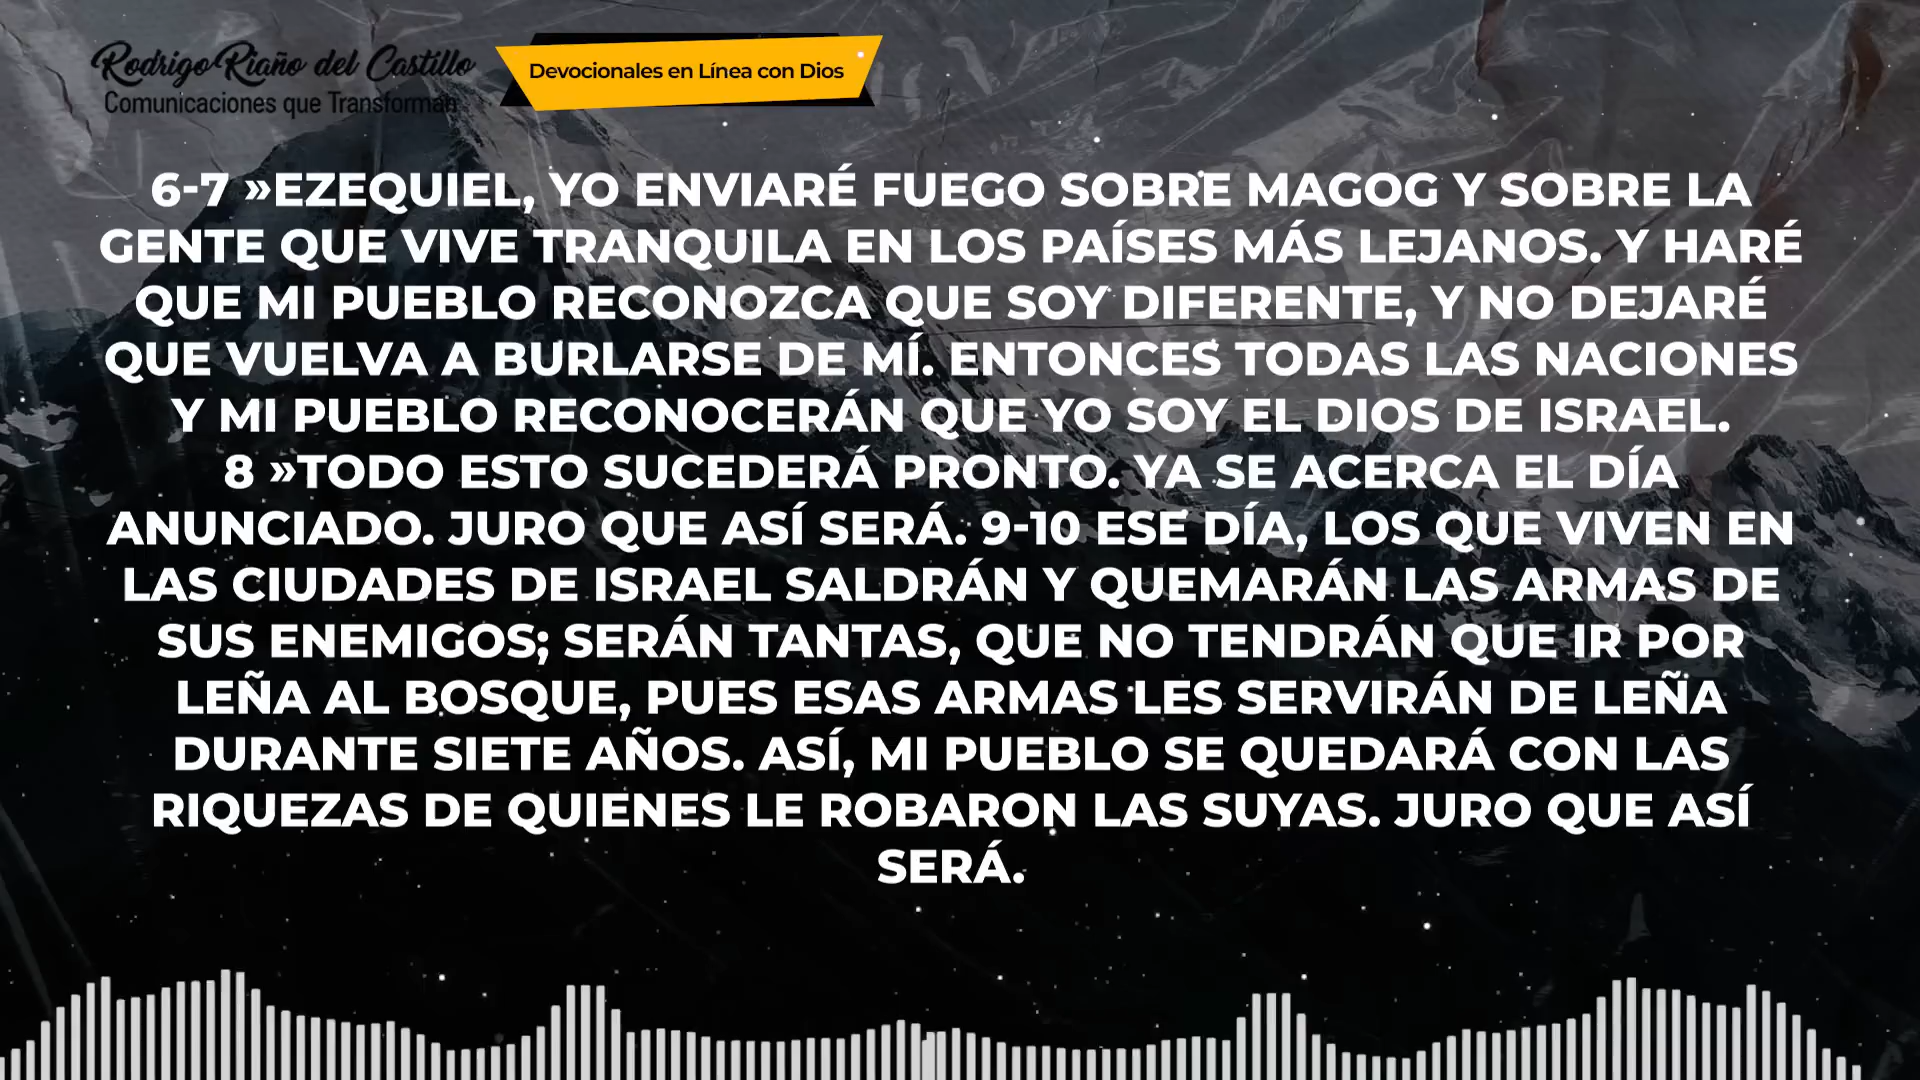 Rodrigo Riaño del Castillo
Comunicaciones que Transforman
Devocionales en Línea con Dios
6-7 »EZEQUIEL, YO ENVIARÉ FUEGO SOBRE MAGOG Y SOBRE LA
GENTE QUE VIVE TRANQUILA EN LOS PAÍSES MÁS LEJANOS. Y HARÉ
QUE MI PUEBLO RECONOZCA QUE SOY DIFERENTE, Y NO DEJARÉ
QUE VUELVA A BURLARSE DE MÍ. ENTONCES TODAS LAS NACIONES
Y MI PUEBLO RECONOCERÁN QUE YO SOY EL DIOS DE ISRAEL.
8 »TODO ESTO SUCEDERÁ PRONTO. YA SE ACERCA EL DÍA
ANUNCIADO. JURO QUE ASÍ SERÁ. 9-10 ESE DÍA, LOS QUE VIVEN EN
LAS CIUDADES DE ISRAEL SALDRÁN Y QUEMARÁN LAS ARMAS DE
SUS ENEMIGOS; SERÁN TANTAS, QUE NO TENDRÁN QUE IR POR
LEÑA AL BOSQUE, PUES ESAS ARMAS LES SERVIRÁN DE LEÑA
DURANTE SIETE AÑOS. ASÍ, MI PUEBLO SE QUEDARÁ CON LAS
RIQUEZAS DE QUIENES LE ROBARON LAS SUYAS. JURO QUE ASÍ
SERÁ.